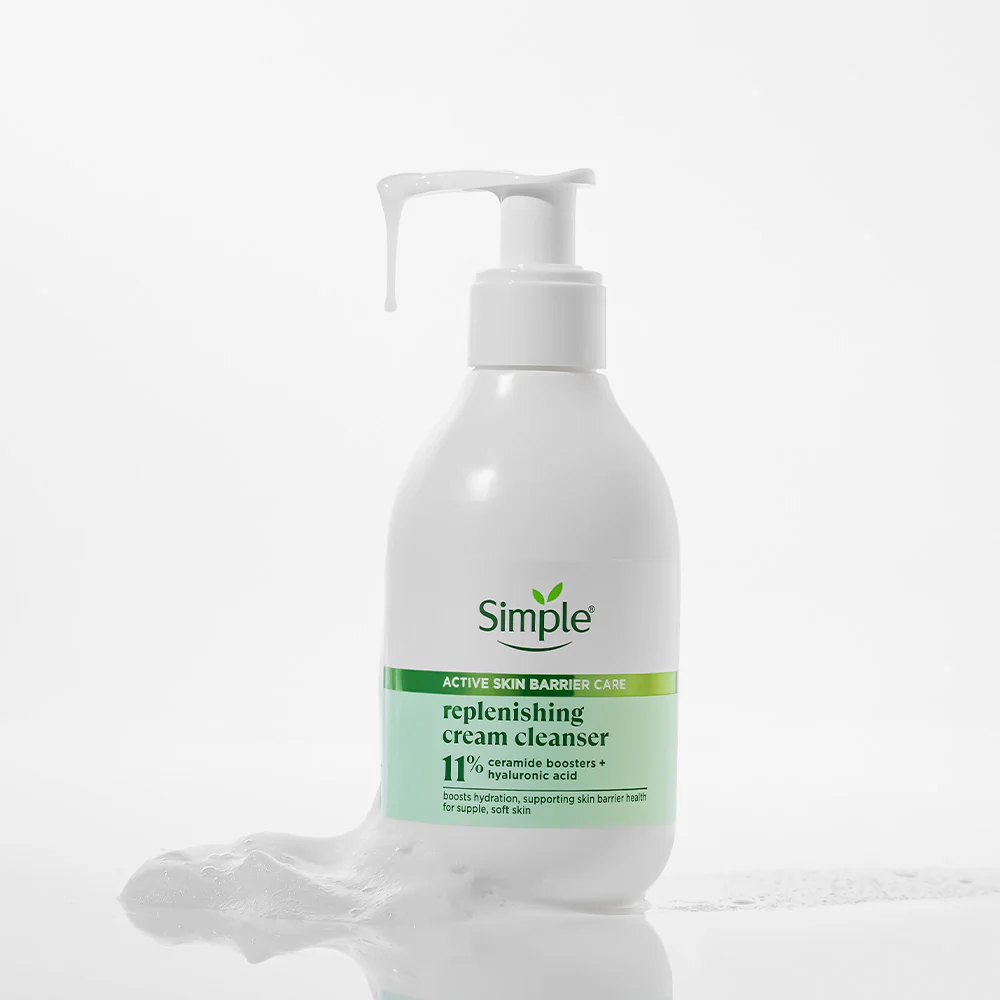 Simple®
ACTIVE SKIN BARRIER CARE
replenishing
cream cleanser
11% ceramide boosters +
hyaluronic acid
boosts hydration, supporting skin barrier health
for supple, soft skin